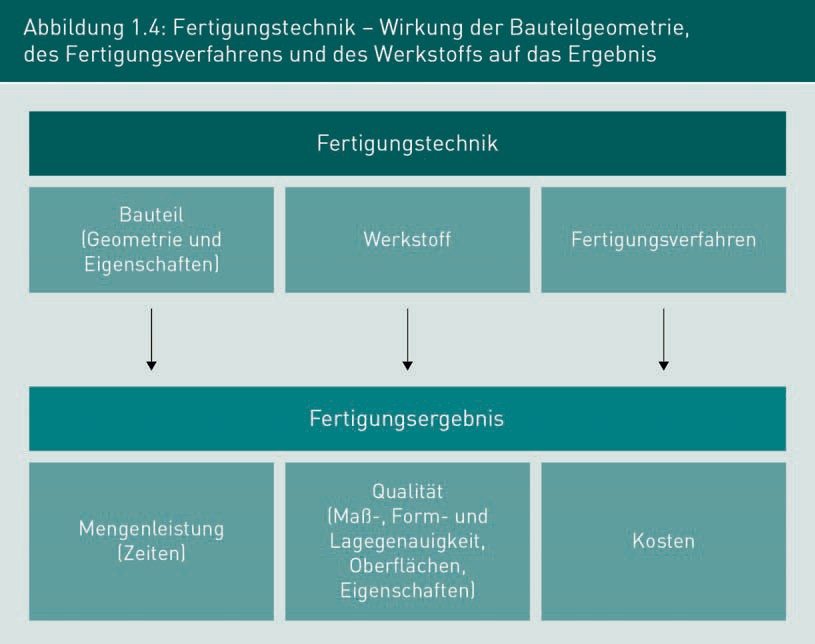 Abbildung 1.4: Fertigungstechnik – Wirkung der Bauteilgeometrie,
des Fertigungsverfahrens und des Werkstoffs auf das Ergebnis
Fertigungstechnik
Bauteil
(Geometrie und
Eigenschaften)
Werkstoff
Fertigungsverfahren
Fertigungsergebnis
Mengenleistung
(Zeiten)
Qualität
(Maß-, Form- und
Lagegenauigkeit,
Oberflächen,
Eigenschaften)
Kosten